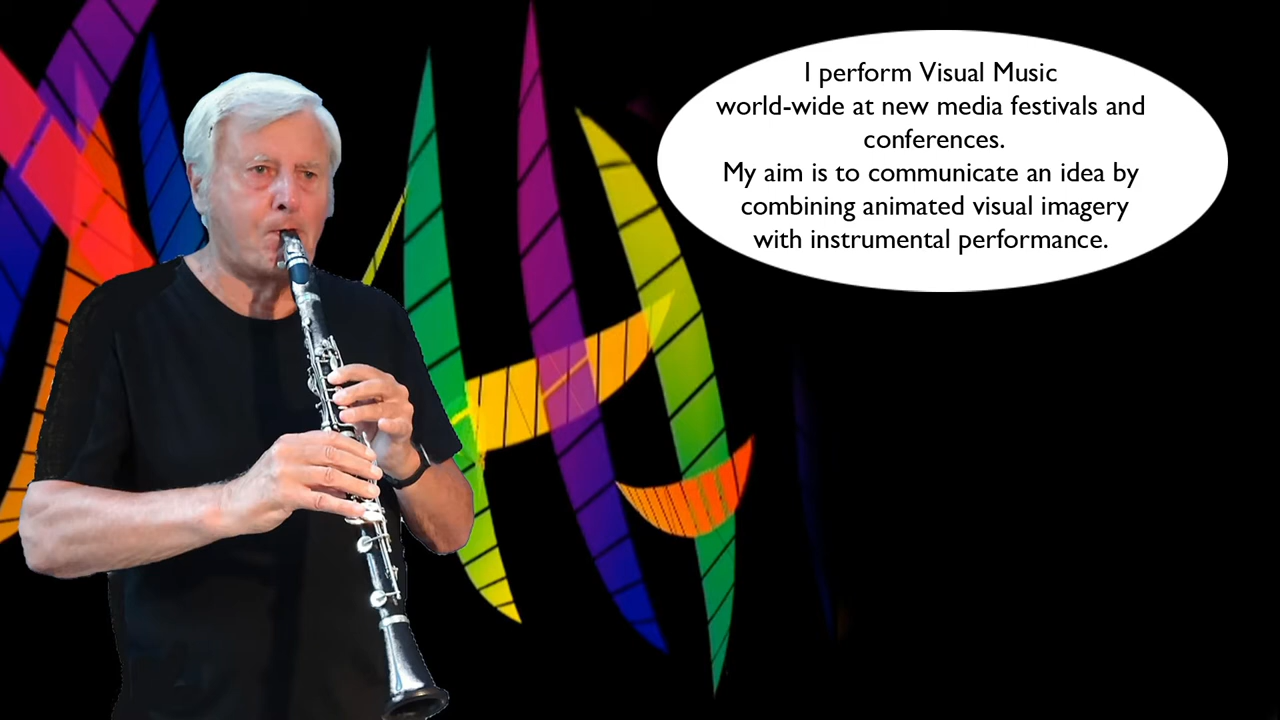 I perform Visual Music
world-wide at new media festivals and
conferences.
My aim is to communicate an idea by
combining animated visual imagery
with instrumental performance.